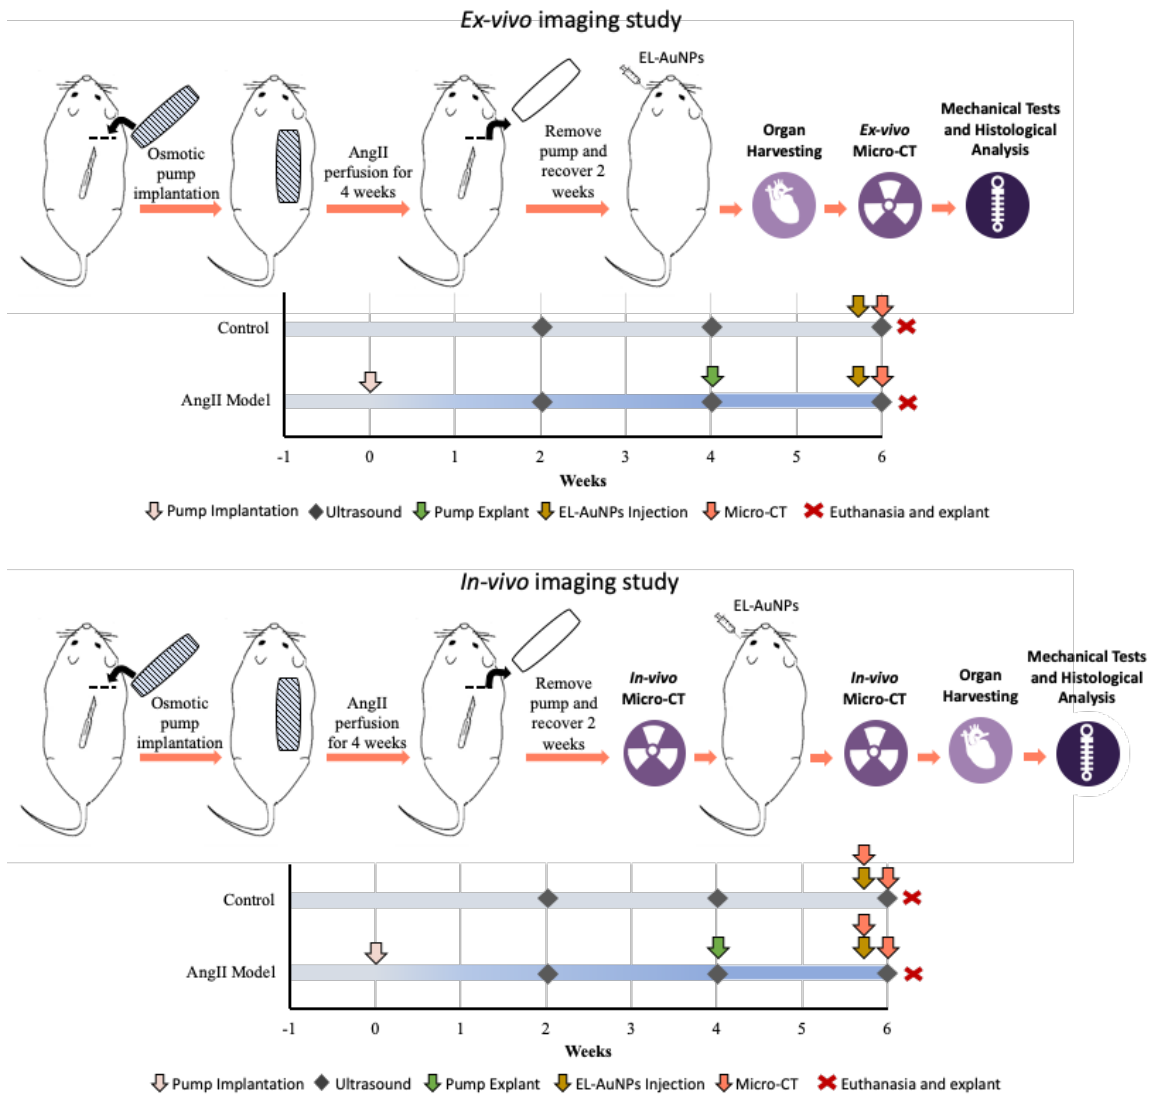 Ex-vivo imaging study
EL-AuNPs
Osmotic
pump
implantation
AngII
perfusion for
4 weeks
Remove
pump and
recover 2
weeks
Organ
Harvesting
Ex-vivo
Micro-CT
Mechanical Tests
and Histological
Analysis
Control
AngII Model
-1 0 1 2 3 4 5 6
Weeks
Pump Implantation Ultrasound Pump Explant EL-AuNPs Injection Micro-CT Euthanasia and explant
In-vivo imaging study
EL-AuNPs
Osmotic
pump
implantation
AngII
perfusion
for 4 weeks
Remove
pump and
recover 2
weeks
In-vivo
Micro-CT
In-vivo
Micro-CT
Organ
Harvesting
Mechanical Tests
and Histological
Analysis
Control
AngII Model
-1 0 1 2 3 4 5 6
Weeks
Pump Implantation Ultrasound Pump Explant EL-AuNPs Injection Micro-CT Euthanasia and explant